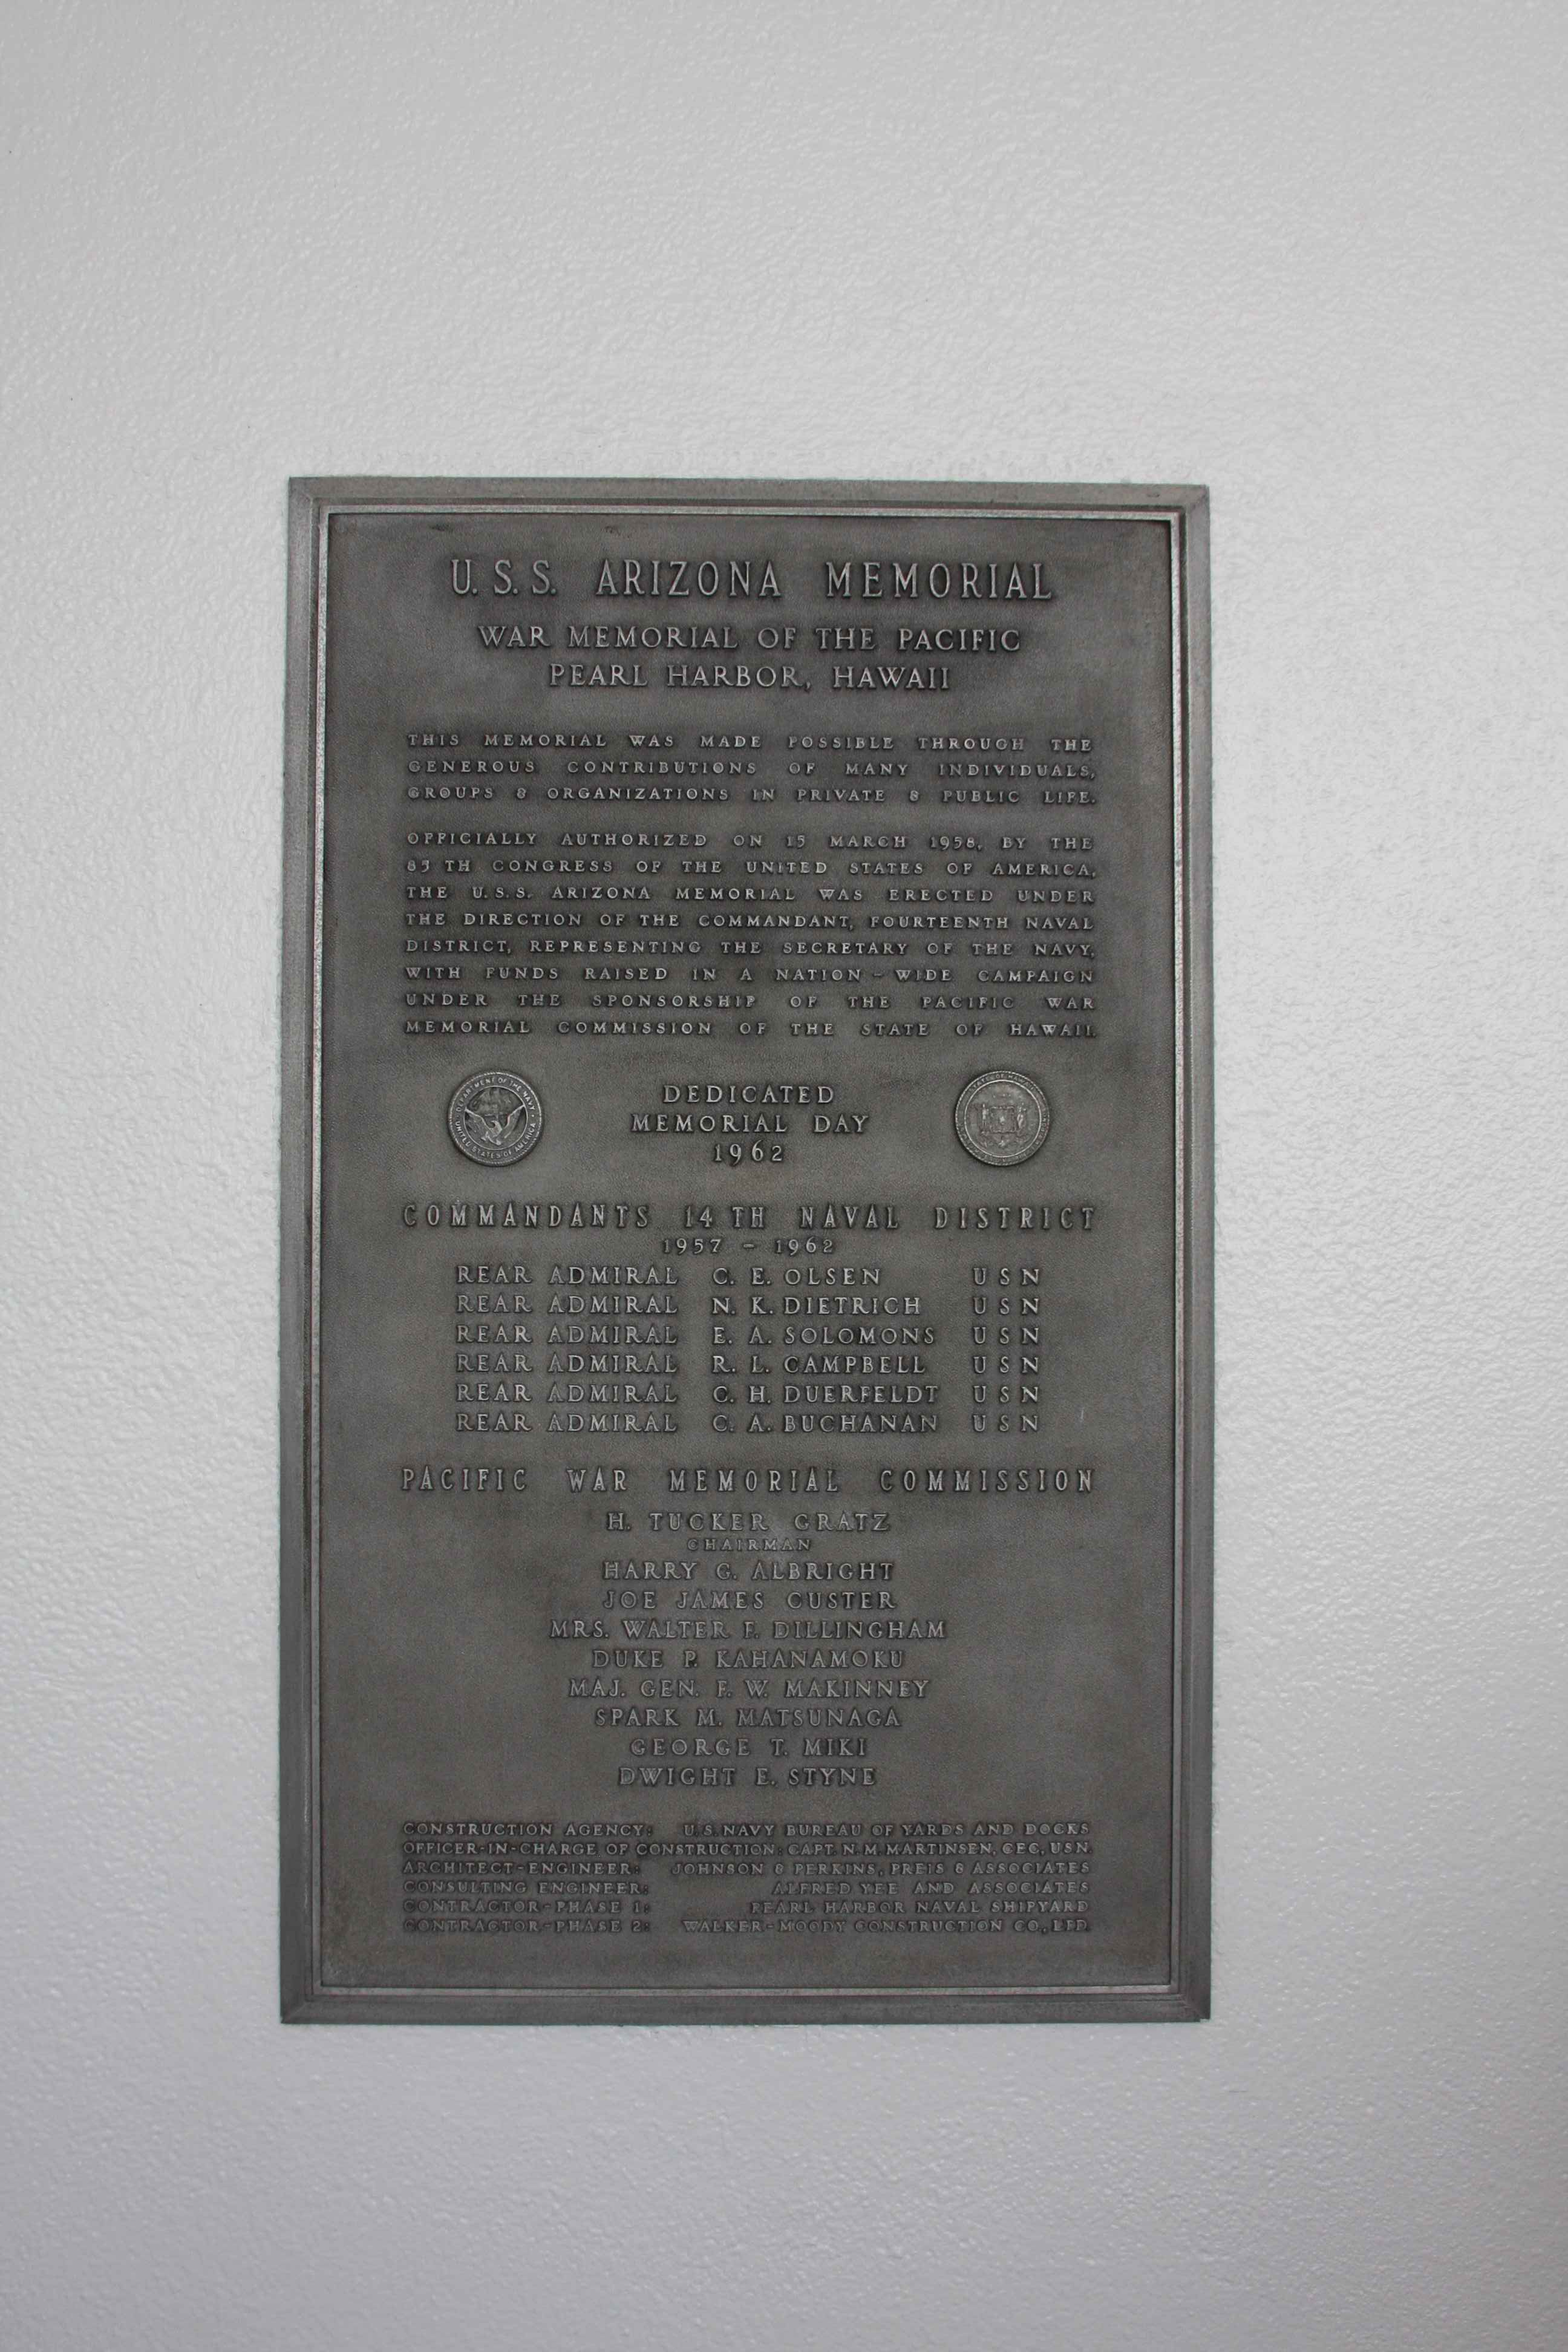 U.S.S. ARIZONA MEMORIAL
WAR MEMORIAL OF THE PACIFIC
PEARL HARBOR, HAWAII
THIS MEMORIAL WAS MADE POSSIBLE THROUGH THE
GENEROUS CONTRIBUTIONS OF MANY INDIVIDUALS,
GROUPS & ORGANIZATIONS IN PRIVATE & PUBLIC LIFE.
OFFICIALLY AUTHORIZED ON 15 MARCH 1958, BY THE
85 TH CONGRESS OF THE UNITED STATES OF AMERICA,
THE U.S.S. ARIZONA MEMORIAL WAS ERECTED UNDER
THE DIRECTION OF THE COMMANDANT, FOURTEENTH NAVAL
DISTRICT, REPRESENTING THE SECRETARY OF THE NAVY,
WITH FUNDS RAISED IN A NATION-WIDE CAMPAIGN
UNDER THE SPONSORSHIP OF THE PACIFIC WAR
MEMORIAL COMMISSION OF THE STATE OF HAWAII.
DEPARTMENT OF THE NAVY
UNITED STATES OF AMERICA
DEDICATED
MEMORIAL DAY
1962
COMMANDANTS 14 TH NAVAL DISTRICT
1957 - 1962
REAR ADMIRAL C. E. OLSEN USN
REAR ADMIRAL N. K. DIETRICH USN
REAR ADMIRAL E. A. SOLOMONS USN
REAR ADMIRAL R. L. CAMPBELL USN
REAR ADMIRAL C. H. DUERFELDT USN
REAR ADMIRAL C. A. BUCHANAN USN
PACIFIC WAR MEMORIAL COMMISSION
H. TUCKER GRATZ
CHAIRMAN
HARRY G. ALBRIGHT
JOE JAMES CUSTER
MRS. WALTER F. DILLINGHAM
DUKE P. KAHANAMOKU
MAJ. GEN. F. W. MAKINNEY
SPARK M. MATSUNAGA
GEORGE T. MIKI
DWIGHT E. STYNE
CONSTRUCTION AGENCY: U.S. NAVY BUREAU OF YARDS AND DOCKS
OFFICER-IN-CHARGE OF CONSTRUCTION: CAPT. N. M. MARTINSEN, CEC, USN.
ARCHITECT-ENGINEER: JOHNSON & PERKINS, PREIS & ASSOCIATES
CONSULTING ENGINEER: ALFRED YEE AND ASSOCIATES
CONTRACTOR-PHASE 1: PEARL HARBOR NAVAL SHIPYARD
CONTRACTOR-PHASE 2: WALKER-MOODY CONSTRUCTION CO., LTD.